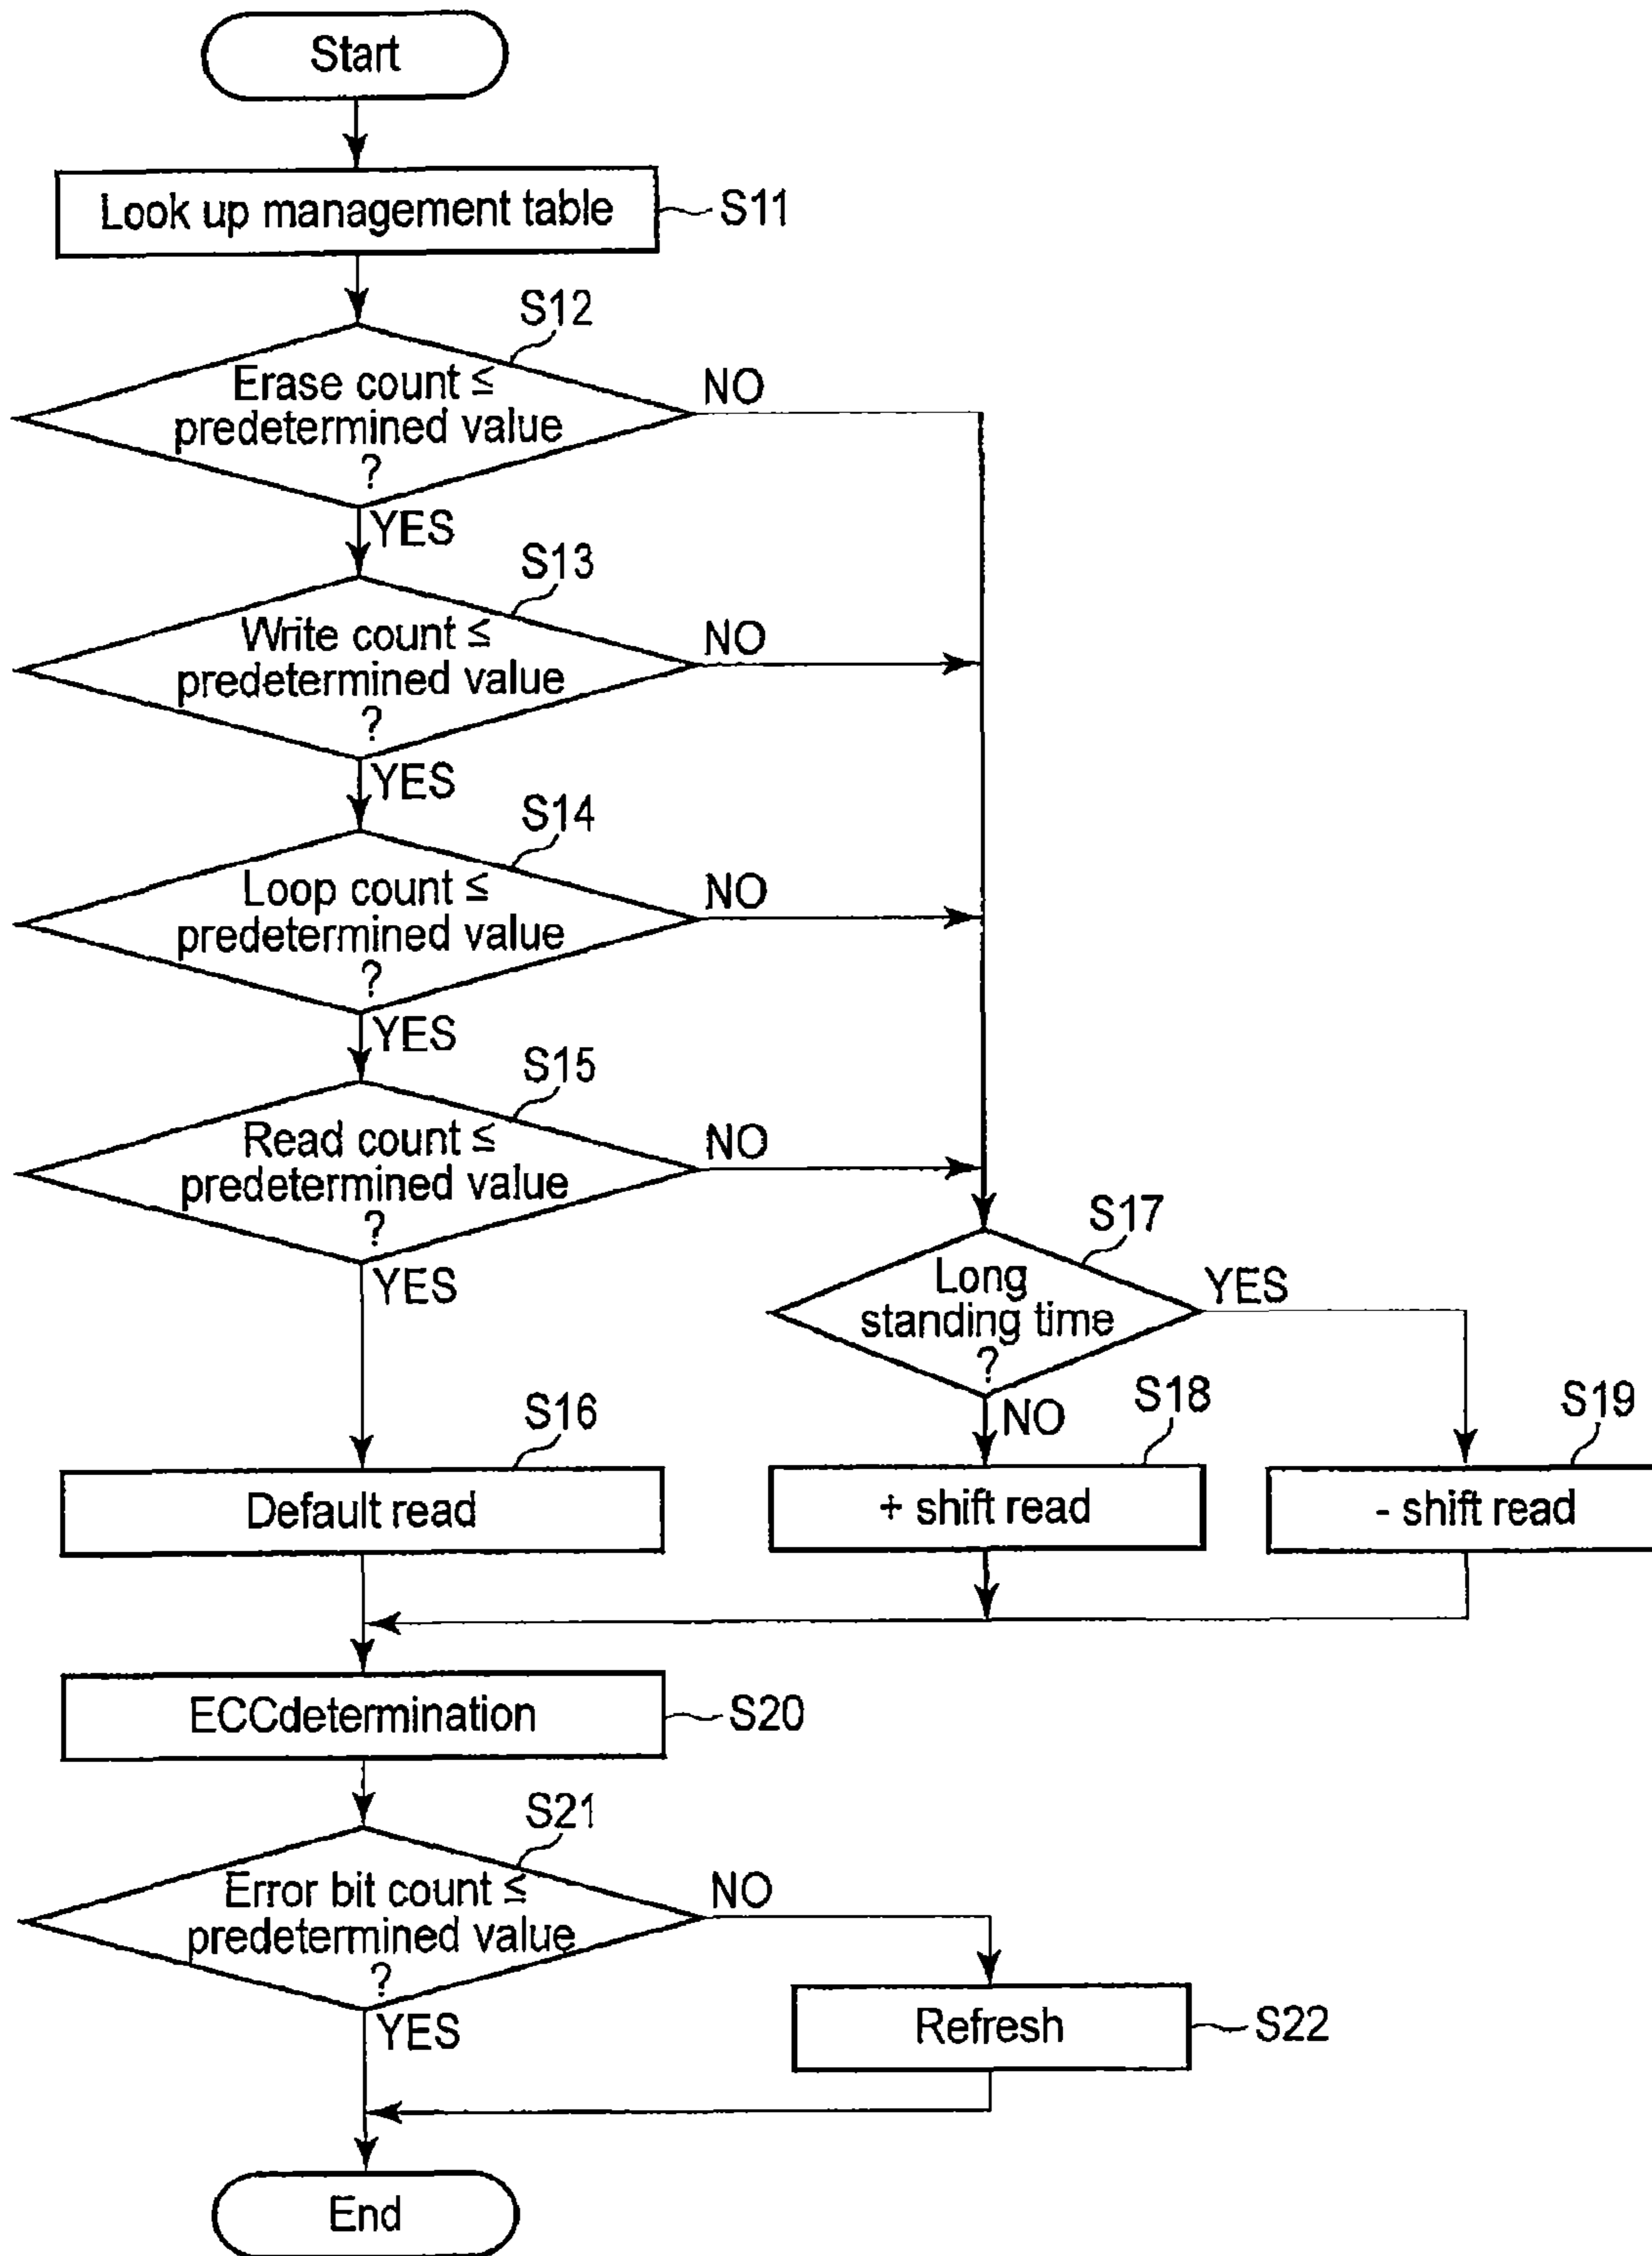 Start
Look up management table
S11
S12
Erase count ≤
predetermined value
?
NO
YES
S13
Write count ≤
predetermined value
?
NO
YES
S14
Loop count ≤
predetermined value
?
NO
YES
S15
Read count ≤
predetermined value
?
NO
YES
S17
Long
standing time
?
YES
NO
S16
Default read
S18
+ shift read
S19
- shift read
ECCdetermination
S20
S21
Error bit count ≤
predetermined value
?
NO
YES
Refresh
S22
End